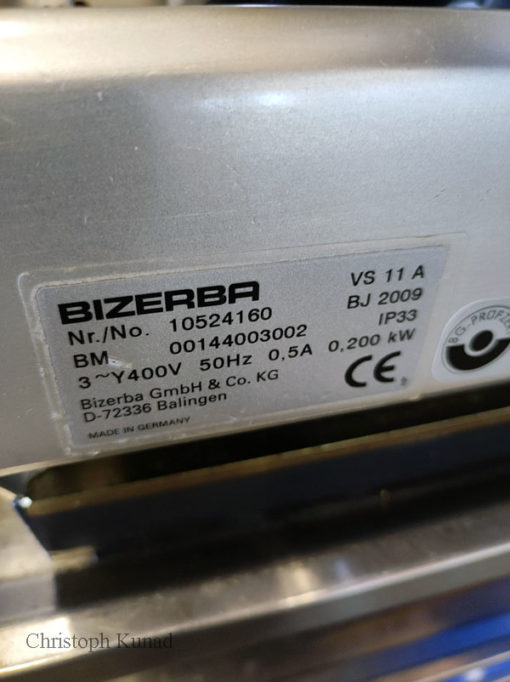 BIZERBA VS 11 A
Nr./No. 10524160 BJ 2009
BM. 00144003002 IP33
3~Y400V 50Hz 0,5A 0,200 kW
Bizerba GmbH & Co. KG
D-72336 Balingen
CE
MADE IN GERMANY
Christoph Kunad